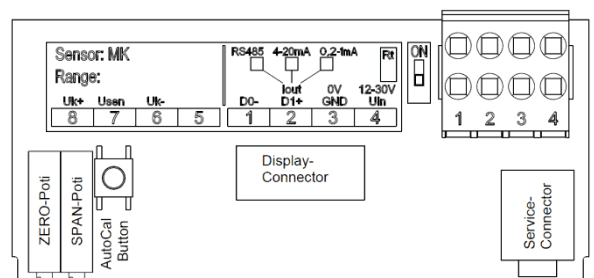 Sensor: MK
Range:
RS485 4-20mA 0,2-1mA Rt ON
Iout 0V 12-30V
Uk+ Usen Uk- D0- D1+ GND Uin
8 7 6 5 1 2 3 4
1 2 3 4
Display-
Connector
ZERO-Poti
SPAN-Poti
AutoCal
Button
Service-
Connector